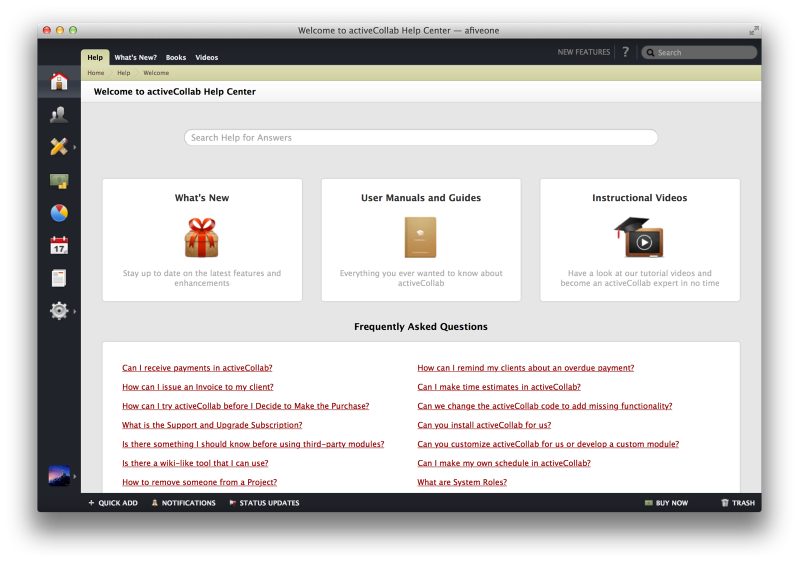 Welcome to activeCollab Help Center — afiveone
Help What's New? Books Videos
NEW FEATURES ? Search
Home Help Welcome
Welcome to activeCollab Help Center
Search Help for Answers
What's New
Stay up to date on the latest features and
enhancements
User Manuals and Guides
Everything you ever wanted to know about
activeCollab
Instructional Videos
Have a look at our tutorial videos and
become an activeCollab expert in no time
17
Frequently Asked Questions
Can I receive payments in activeCollab?
How can I issue an Invoice to my client?
How can I try activeCollab before I Decide to Make the Purchase?
What is the Support and Upgrade Subscription?
Is there something I should know before using third-party modules?
Is there a wiki-like tool that I can use?
How to remove someone from a Project?
How can I remind my clients about an overdue payment?
Can I make time estimates in activeCollab?
Can we change the activeCollab code to add missing functionality?
Can you install activeCollab for us?
Can you customize activeCollab for us or develop a custom module?
Can I make my own schedule in activeCollab?
What are System Roles?
+ QUICK ADD NOTIFICATIONS STATUS UPDATES BUY NOW TRASH